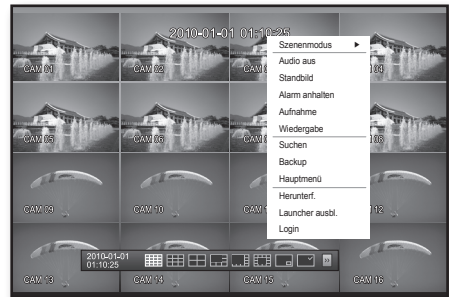 2010-01-01 01:10:25
Szenenmodus
Audio aus
Standbild
Alarm anhalten
Aufnahme
Wiedergabe
Suchen
Backup
Hauptmenü
Herunterf.
Launcher ausbl.
Login
CAM 01
CAM 02
04
CAM 05
CAM 06
CAM 09
CAM 10
12
2010-01-01
01:10:25
CAM 13
CAM 14
CAM 15
CAM 16